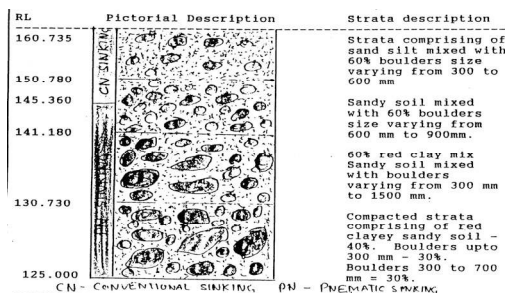 RL Pictorial Description Strata description
160.735 Strata comprising of
sand silt mixed with
60% boulders size
varying from 300 to
600 mm
CN SINKING
150.780
145.360 Sandy soil mixed
with 60% boulders
size varying from
600 mm to 900mm.
141.180
60% red clay mix
Sandy soil mixed
with boulders
varying from 300 mm
to 1500 mm.
130.730
Compacted strata
comprising of red
clayey sandy soil -
40%. Boulders upto
300 mm - 30%.
Boulders 300 to 700
mm = 30%.
125.000
CN - CONVENTIONAL SINKING PN - PNEMATIC SINKING